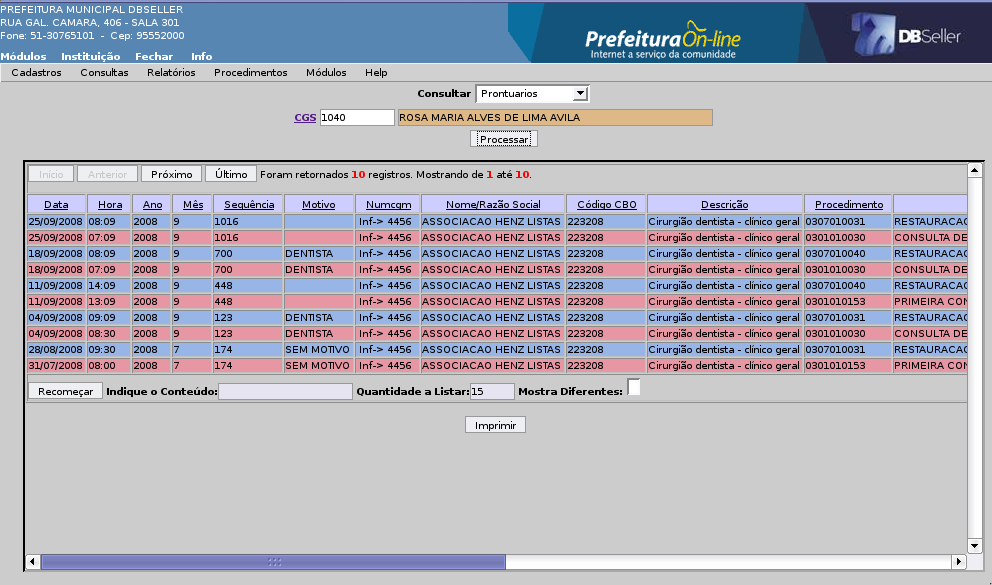 PREFEITURA MUNICIPAL DBSELLER
RUA GAL. CAMARA, 406 - SALA 301
Fone: 51-30765101 - Cep: 95552000
Módulos Instituição Fechar Info
Prefeitura On-line
Internet a serviço da comunidade
DBSeller
Cadastros Consultas Relatórios Procedimentos Módulos Help
Consultar Prontuarios
CGS 1040 ROSA MARIA ALVES DE LIMA AVILA
Processar
Início Anterior Próximo Último Foram retornados 10 registros. Mostrando de 1 até 10.
Data Hora Ano Mês Sequência Motivo Numcgm Nome/Razão Social Código CBO Descrição Procedimento
25/09/2008 08:09 2008 9 1016 Inf-> 4456 ASSOCIACAO HENZ LISTAS 223208 Cirurgião dentista - clínico geral 0307010031 RESTAURACAO
25/09/2008 07:09 2008 9 1016 Inf-> 4456 ASSOCIACAO HENZ LISTAS 223208 Cirurgião dentista - clínico geral 0301010030 CONSULTA DE
18/09/2008 08:09 2008 9 700 DENTISTA Inf-> 4456 ASSOCIACAO HENZ LISTAS 223208 Cirurgião dentista - clínico geral 0307010040 RESTAURACAO
18/09/2008 07:09 2008 9 700 DENTISTA Inf-> 4456 ASSOCIACAO HENZ LISTAS 223208 Cirurgião dentista - clínico geral 0301010030 CONSULTA DE
11/09/2008 14:09 2008 9 448 Inf-> 4456 ASSOCIACAO HENZ LISTAS 223208 Cirurgião dentista - clínico geral 0307010040 RESTAURACAO
11/09/2008 13:09 2008 9 448 Inf-> 4456 ASSOCIACAO HENZ LISTAS 223208 Cirurgião dentista - clínico geral 0301010153 PRIMEIRA CON
04/09/2008 09:09 2008 9 123 DENTISTA Inf-> 4456 ASSOCIACAO HENZ LISTAS 223208 Cirurgião dentista - clínico geral 0307010031 RESTAURACAO
04/09/2008 08:30 2008 9 123 DENTISTA Inf-> 4456 ASSOCIACAO HENZ LISTAS 223208 Cirurgião dentista - clínico geral 0301010030 CONSULTA DE
28/08/2008 09:30 2008 7 174 SEM MOTIVO Inf-> 4456 ASSOCIACAO HENZ LISTAS 223208 Cirurgião dentista - clínico geral 0307010031 RESTAURACAO
31/07/2008 08:00 2008 7 174 SEM MOTIVO Inf-> 4456 ASSOCIACAO HENZ LISTAS 223208 Cirurgião dentista - clínico geral 0301010153 PRIMEIRA CON
Recomeçar Indique o Conteúdo: Quantidade a Listar: 15 Mostra Diferentes:
Imprimir